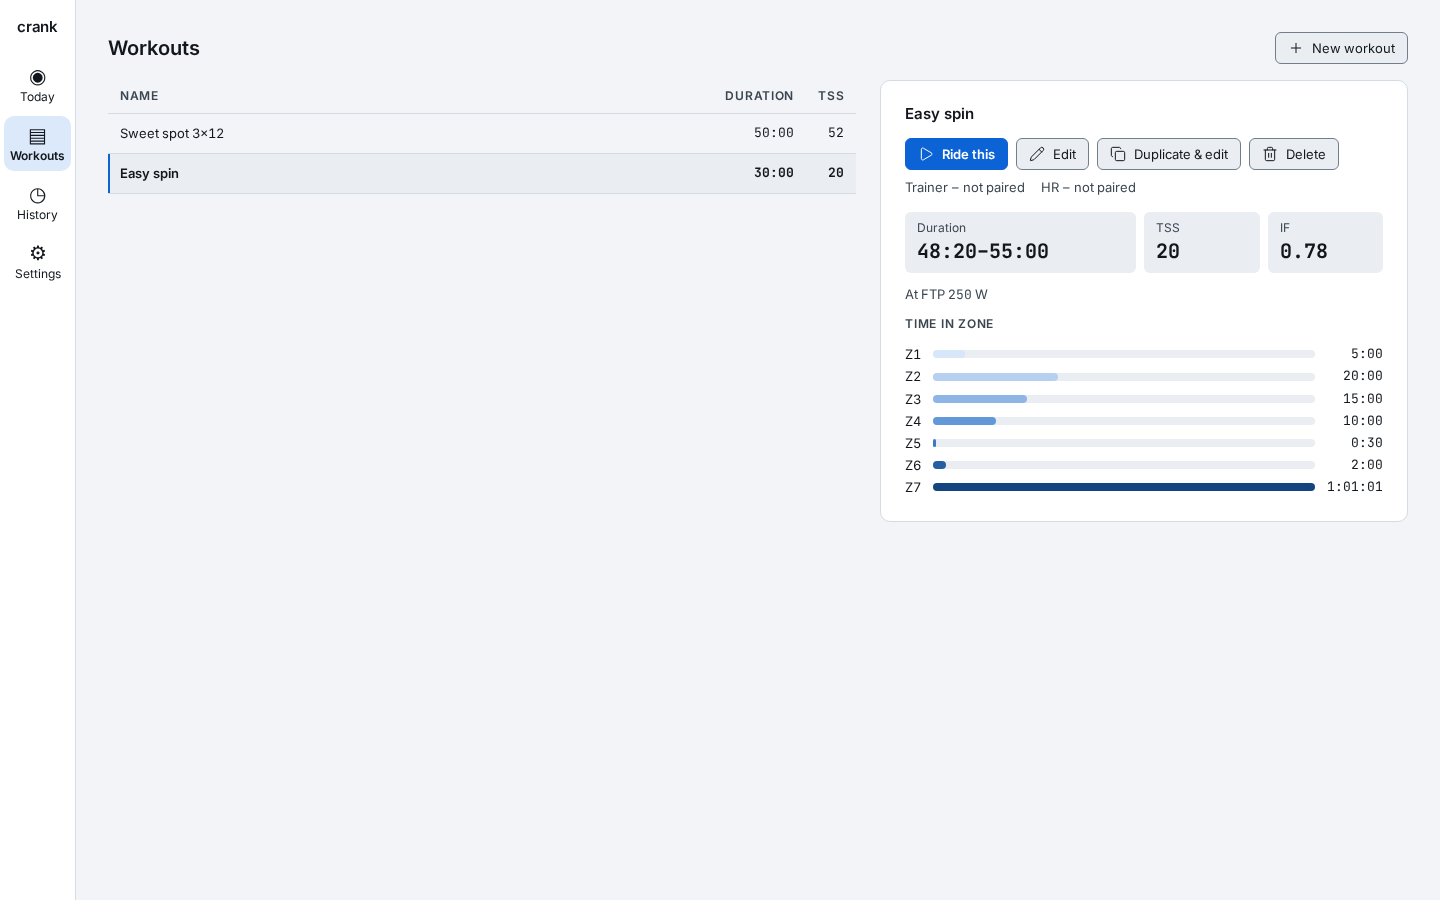 crank
Today
Workouts
History
Settings
Workouts
New workout
NAME DURATION TSS
Sweet spot 3×12 50:00 52
Easy spin 30:00 20
Easy spin
Ride this Edit Duplicate & edit Delete
Trainer – not paired HR – not paired
Duration TSS IF
48:20–55:00 20 0.78
At FTP 250 W
TIME IN ZONE
Z1 5:00
Z2 20:00
Z3 15:00
Z4 10:00
Z5 0:30
Z6 2:00
Z7 1:01:01